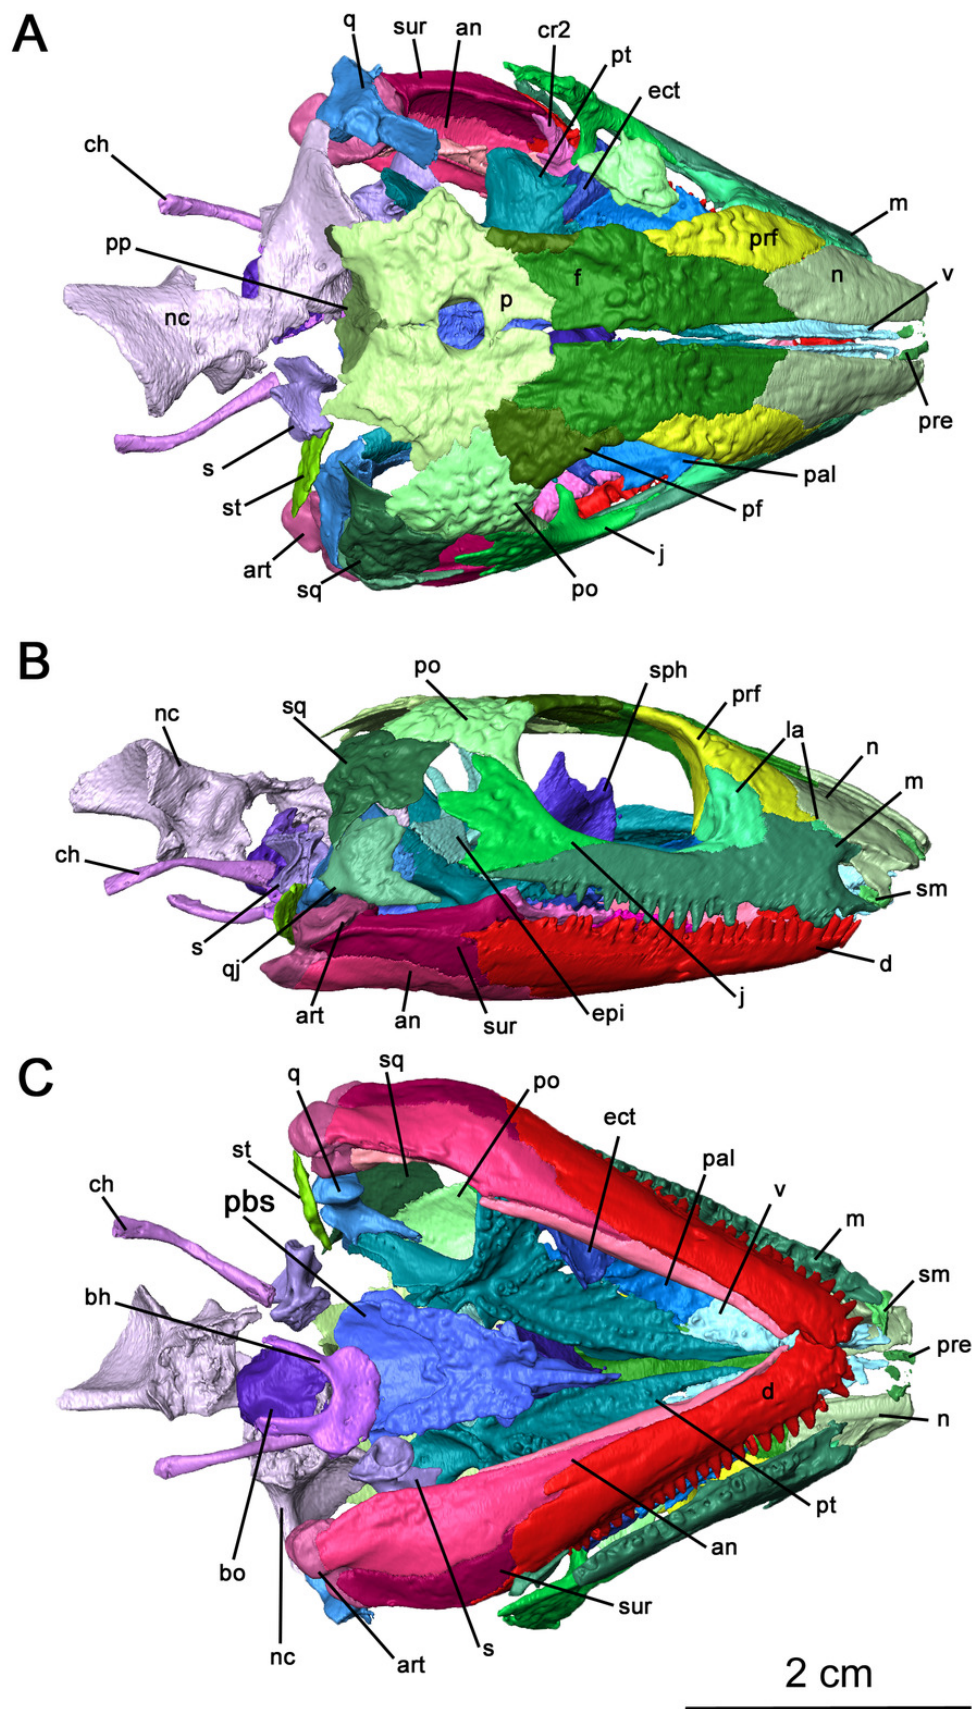 A
q
sur
an
cr2
pt
ect
ch
m
pp
prf
nc
f
n
v
p
s
pre
st
pal
pf
art
sq
j
po
B
po
sph
prf
sq
nc
la
n
m
ch
s
sm
qj
d
art
an
sur
epi
j
C
q
sq
po
ect
st
pal
ch
pbs
v
m
bh
sm
pre
d
n
bo
pt
an
nc
art
s
sur
2 cm